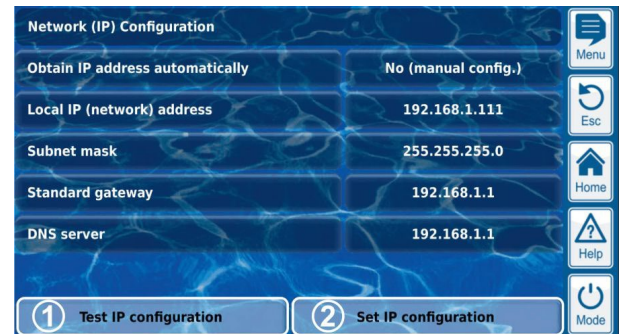 Network (IP) Configuration
Menu
Obtain IP address automatically No (manual config.)
Local IP (network) address 192.168.1.111
Esc
Subnet mask 255.255.255.0
Standard gateway 192.168.1.1
Home
DNS server 192.168.1.1
Help
1 Test IP configuration 2 Set IP configuration
Mode